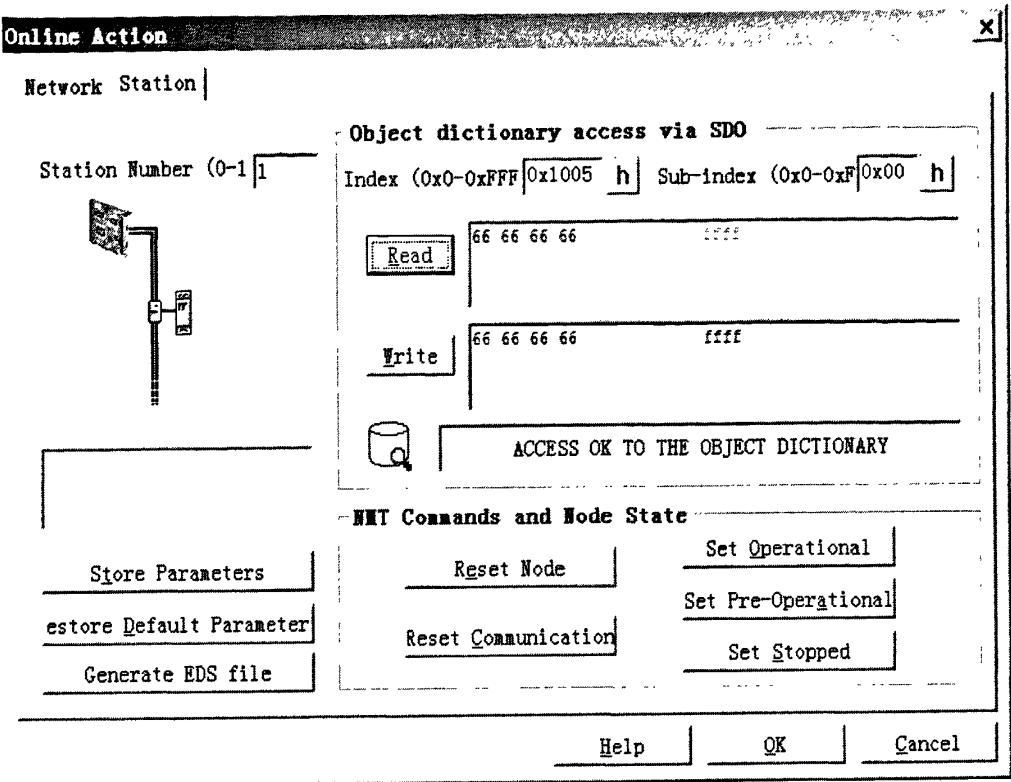 Online Action
x
Network Station
Object dictionary access via SDO
Station Number (0-1 1
Index (0x0-0xFFF 0x1005 h Sub-index (0x0-0xF 0x00 h
Read
66 66 66 66 ffff
Write
66 66 66 66 ffff
ACCESS OK TO THE OBJECT DICTIONARY
NMT Commands and Node State
Store Parameters
estore Default Parameter
Generate EDS file
Reset Node
Reset Communication
Set Operational
Set Pre-Operational
Set Stopped
Help OK Cancel